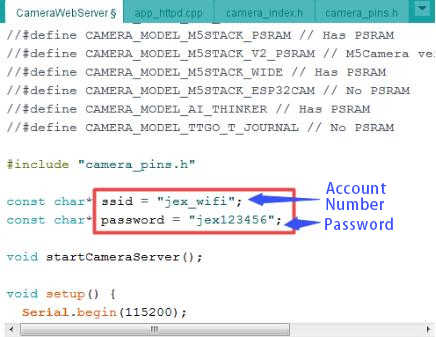 CameraWebServer § app_httpd.cpp camera_index.h camera_pins.h
//#define CAMERA_MODEL_M5STACK_PSRAM // Has PSRAM
//#define CAMERA_MODEL_M5STACK_V2_PSRAM // M5Camera ve
//#define CAMERA_MODEL_M5STACK_WIDE // Has PSRAM
//#define CAMERA_MODEL_M5STACK_ESP32CAM // No PSRAM
//#define CAMERA_MODEL_AI_THINKER // Has PSRAM
//#define CAMERA_MODEL_TTGO_T_JOURNAL // No PSRAM
#include "camera_pins.h"
Account
Number
const char* ssid = "jex_wifi";
const char* password = "jex123456";
Password
void startCameraServer();
void setup() {
Serial.begin(115200);